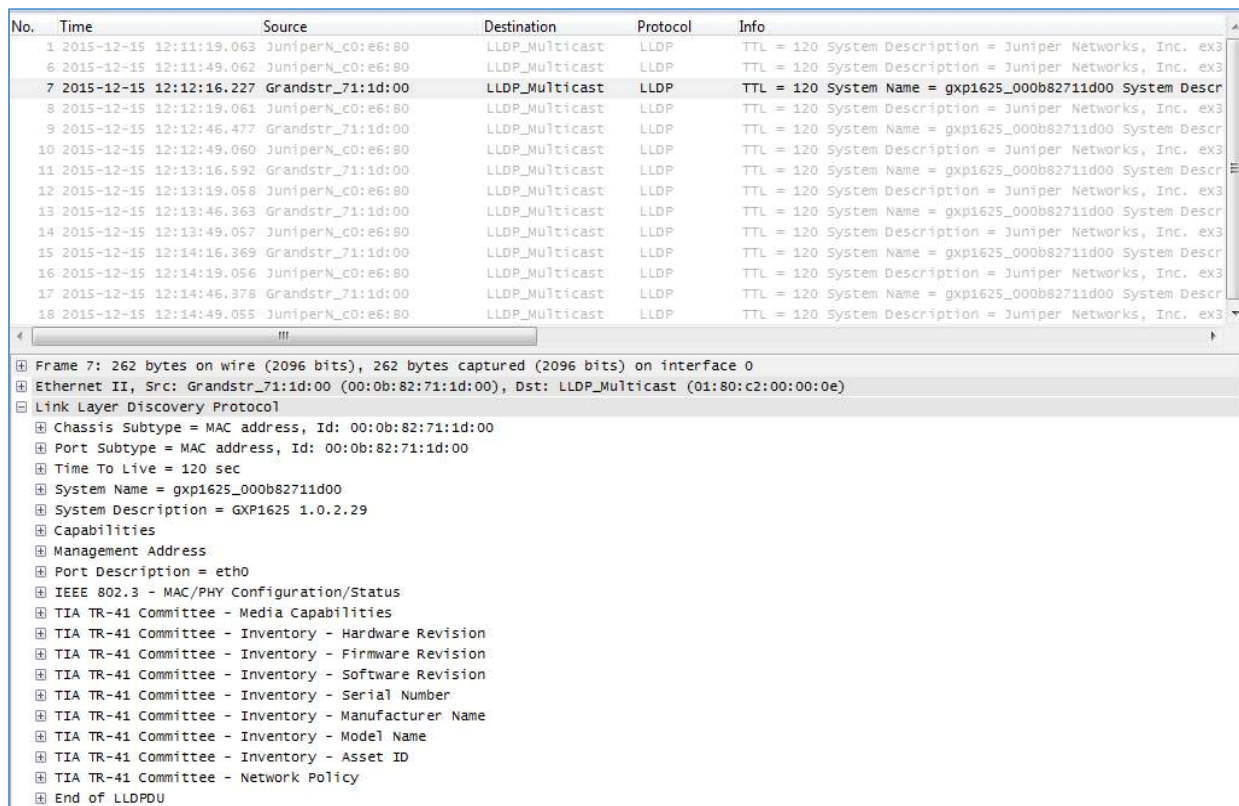 No. Time Source Destination Protocol Info
1 2015-12-15 12:11:19.063 JuniperN_c0:e6:80 LLDP_Multicast LLDP TTL = 120 System Description = Juniper Networks, Inc. ex3
6 2015-12-15 12:11:49.062 JuniperN_c0:e6:80 LLDP_Multicast LLDP TTL = 120 System Description = Juniper Networks, Inc. ex3
7 2015-12-15 12:12:16.227 Grandstr_71:1d:00 LLDP_Multicast LLDP TTL = 120 System Name = gxp1625_000b82711d00 System Descr
8 2015-12-15 12:12:19.061 JuniperN_c0:e6:80 LLDP_Multicast LLDP TTL = 120 System Description = Juniper Networks, Inc. ex3
9 2015-12-15 12:12:46.477 Grandstr_71:1d:00 LLDP_Multicast LLDP TTL = 120 System Name = gxp1625_000b82711d00 System Descr
10 2015-12-15 12:12:49.060 JuniperN_c0:e6:80 LLDP_Multicast LLDP TTL = 120 System Description = Juniper Networks, Inc. ex3
11 2015-12-15 12:13:16.592 Grandstr_71:1d:00 LLDP_Multicast LLDP TTL = 120 System Name = gxp1625_000b82711d00 System Descr
12 2015-12-15 12:13:19.058 JuniperN_c0:e6:80 LLDP_Multicast LLDP TTL = 120 System Description = Juniper Networks, Inc. ex3
13 2015-12-15 12:13:46.363 Grandstr_71:1d:00 LLDP_Multicast LLDP TTL = 120 System Name = gxp1625_000b82711d00 System Descr
14 2015-12-15 12:13:49.057 JuniperN_c0:e6:80 LLDP_Multicast LLDP TTL = 120 System Description = Juniper Networks, Inc. ex3
15 2015-12-15 12:14:16.369 Grandstr_71:1d:00 LLDP_Multicast LLDP TTL = 120 System Name = gxp1625_000b82711d00 System Descr
16 2015-12-15 12:14:19.056 JuniperN_c0:e6:80 LLDP_Multicast LLDP TTL = 120 System Description = Juniper Networks, Inc. ex3
17 2015-12-15 12:14:46.378 Grandstr_71:1d:00 LLDP_Multicast LLDP TTL = 120 System Name = gxp1625_000b82711d00 System Descr
18 2015-12-15 12:14:49.055 JuniperN_c0:e6:80 LLDP_Multicast LLDP TTL = 120 System Description = Juniper Networks, Inc. ex3
Frame 7: 262 bytes on wire (2096 bits), 262 bytes captured (2096 bits) on interface 0
Ethernet II, Src: Grandstr_71:1d:00 (00:0b:82:71:1d:00), Dst: LLDP_Multicast (01:80:c2:00:00:0e)
Link Layer Discovery Protocol
Chassis Subtype = MAC address, Id: 00:0b:82:71:1d:00
Port Subtype = MAC address, Id: 00:0b:82:71:1d:00
Time To Live = 120 sec
System Name = gxp1625_000b82711d00
System Description = GXP1625 1.0.2.29
Capabilities
Management Address
Port Description = eth0
IEEE 802.3 - MAC/PHY Configuration/Status
TIA TR-41 Committee - Media Capabilities
TIA TR-41 Committee - Inventory - Hardware Revision
TIA TR-41 Committee - Inventory - Firmware Revision
TIA TR-41 Committee - Inventory - Software Revision
TIA TR-41 Committee - Inventory - Serial Number
TIA TR-41 Committee - Inventory - Manufacturer Name
TIA TR-41 Committee - Inventory - Model Name
TIA TR-41 Committee - Inventory - Asset ID
TIA TR-41 Committee - Network Policy
End of LLDPDU